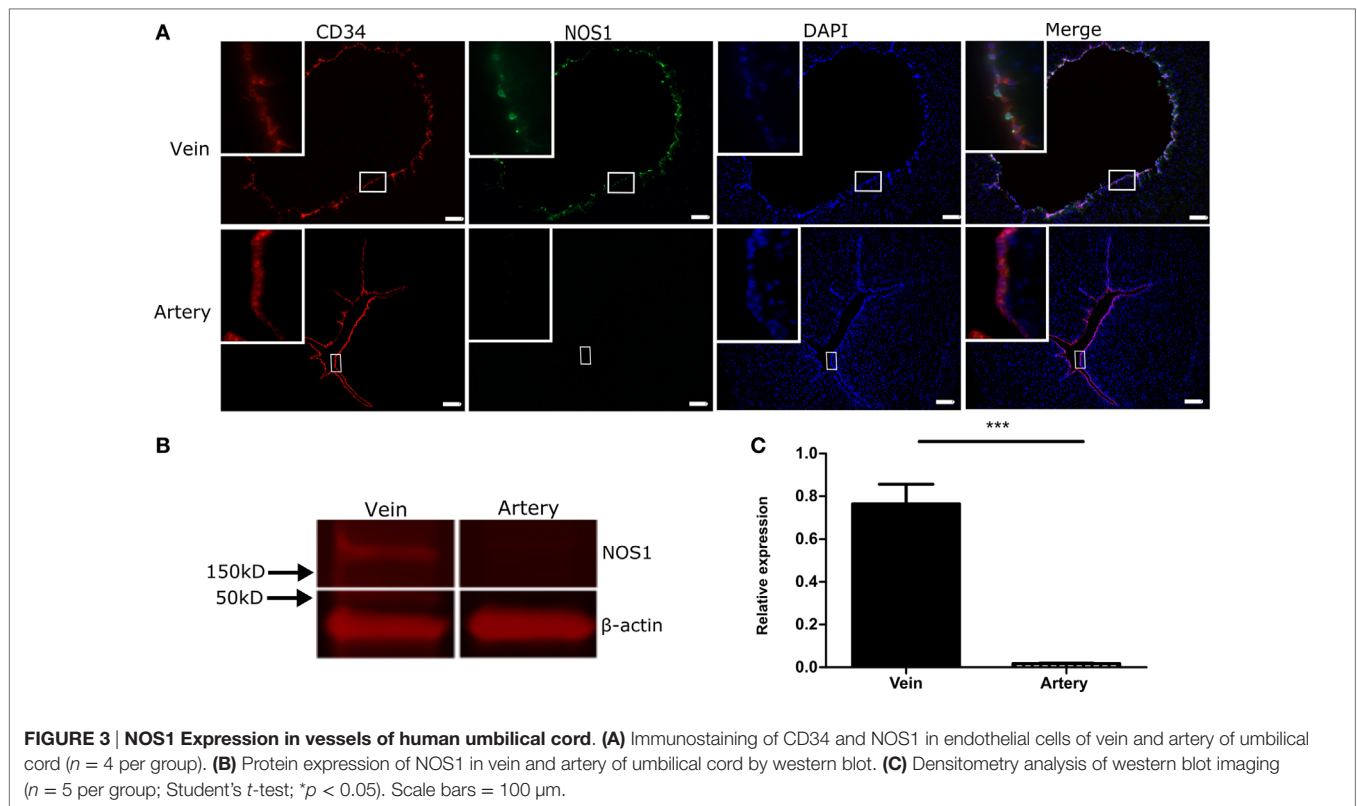 A
CD34 NOS1 DAPI Merge
Vein
Artery
B
Vein Artery
NOS1
150kD
50kD
β-actin
C
***
1.0
0.8
0.6
0.4
0.2
0.0
Relative expression
Vein Artery
FIGURE 3 | NOS1 Expression in vessels of human umbilical cord. (A) Immunostaining of CD34 and NOS1 in endothelial cells of vein and artery of umbilical
cord (n = 4 per group). (B) Protein expression of NOS1 in vein and artery of umbilical cord by western blot. (C) Densitometry analysis of western blot imaging
(n = 5 per group; Student's t-test; *p < 0.05). Scale bars = 100 μm.